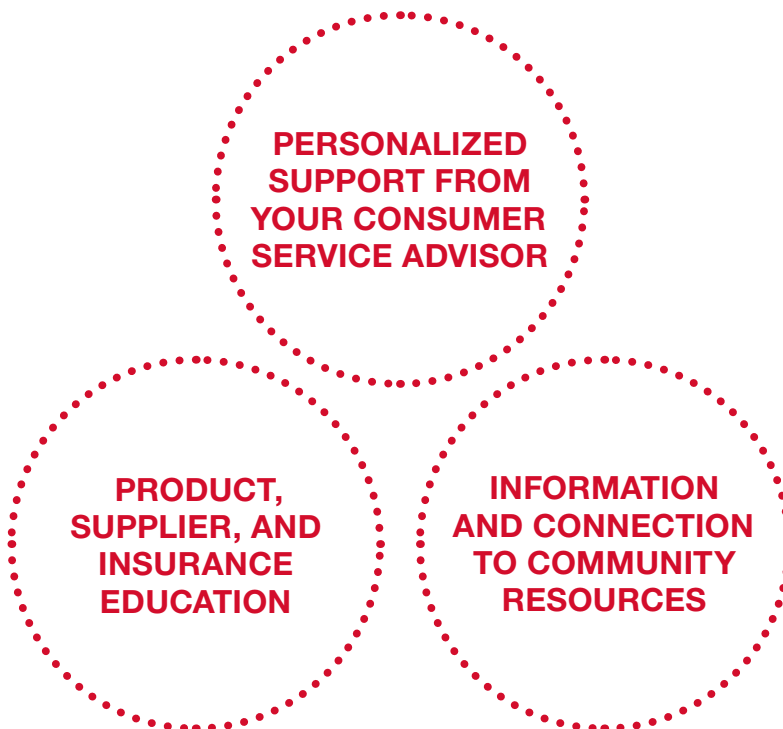 PERSONALIZED
SUPPORT FROM
YOUR CONSUMER
SERVICE ADVISOR
PRODUCT,
SUPPLIER, AND
INSURANCE
EDUCATION
INFORMATION
AND CONNECTION
TO COMMUNITY
RESOURCES